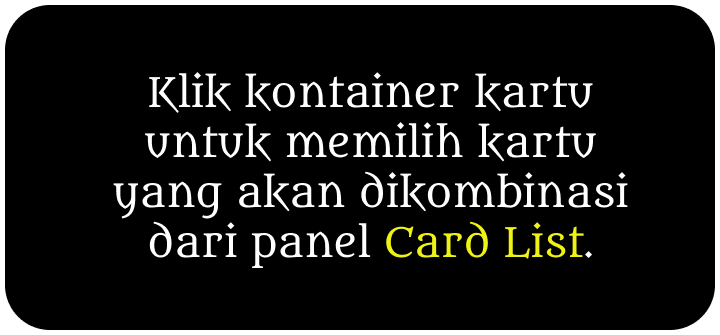 Klik kontainer kartu
untuk memilih kartu
yang akan dikombinasi
dari panel Card List.